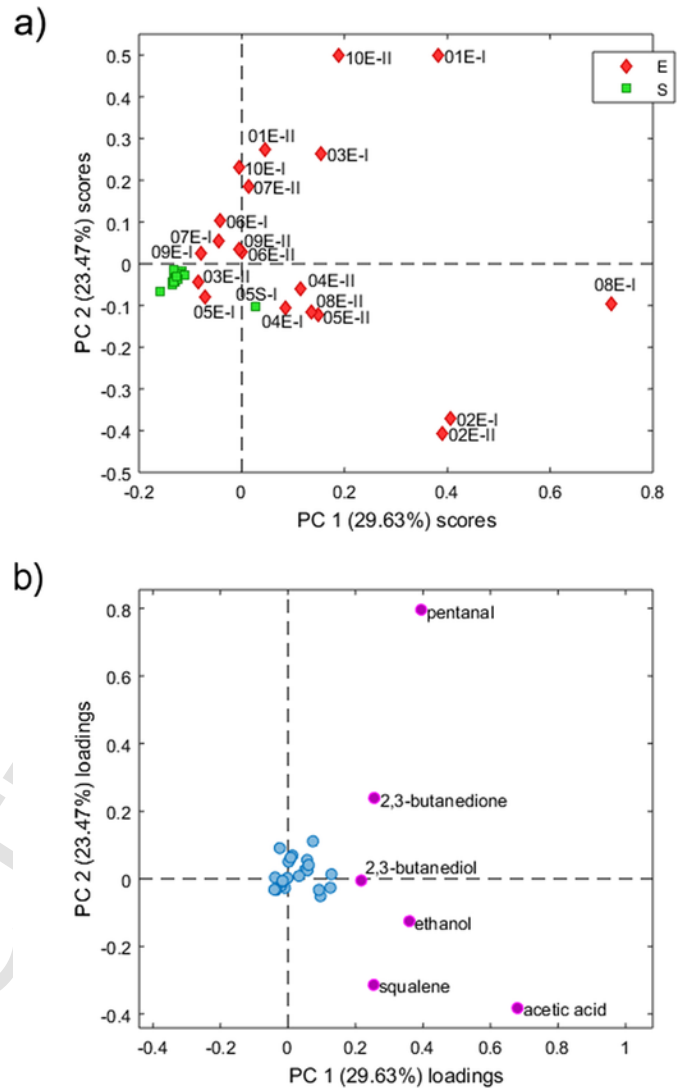 a)
0.5
0.4
0.3
0.2
0.1
0
-0.1
-0.2
-0.3
-0.4
-0.5
PC 2 (23.47%) scores
10E-II
01E-I
E
S
01E-II
10E-I
03E-I
07E-II
06E-I
07E-I
09E-II
09E-I
06E-II
03E-II
05S-I
04E-II
08E-I
05E-I
04E-I
08E-II
05E-II
02E-I
02E-II
-0.2
0
0.2
0.4
0.6
0.8
PC 1 (29.63%) scores
b)
0.8
0.6
0.4
0.2
0
-0.2
-0.4
PC 2 (23.47%) loadings
pentanal
2,3-butanedione
2,3-butanediol
ethanol
squalene
acetic acid
-0.4
-0.2
0
0.2
0.4
0.6
0.8
1
PC 1 (29.63%) loadings